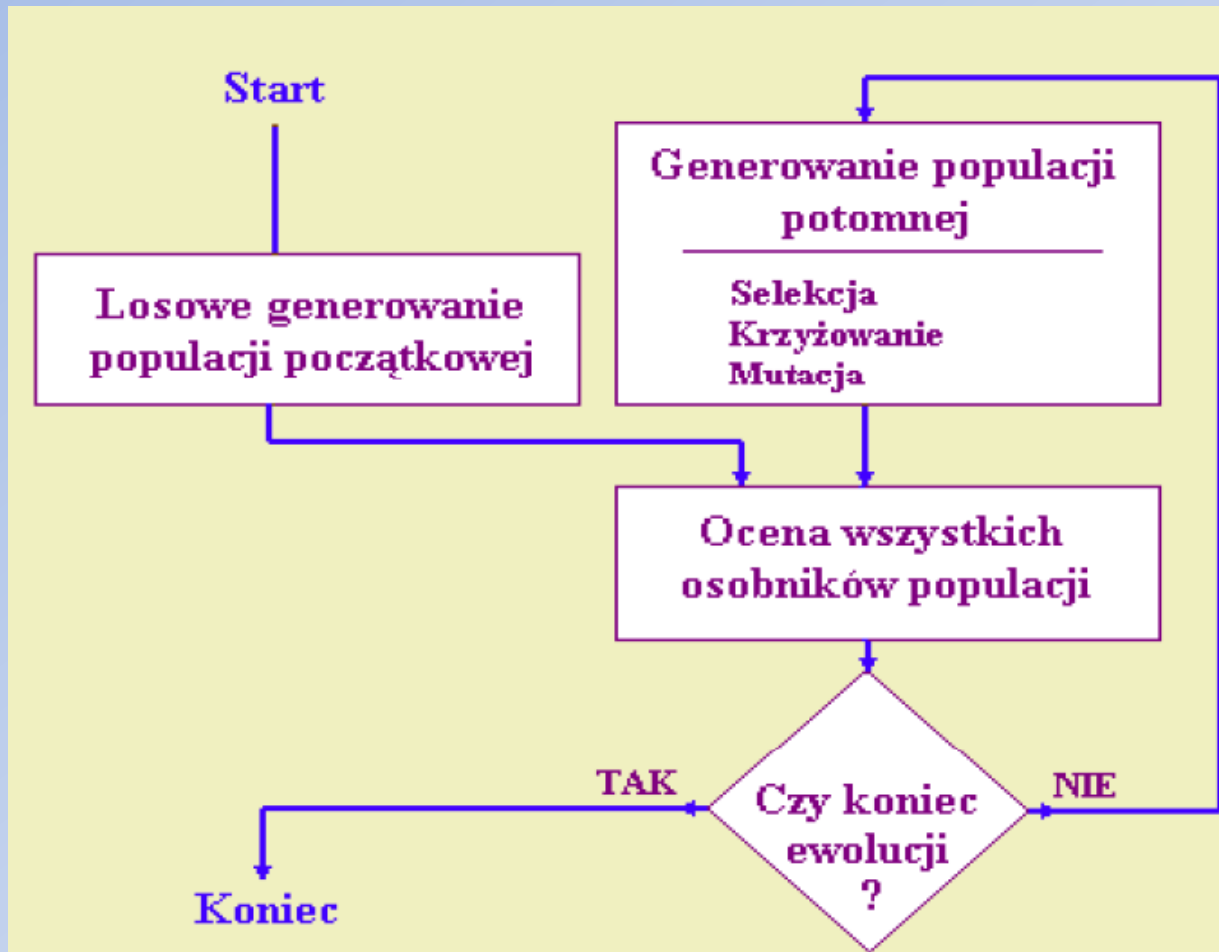 Start
Losowe generowanie
populacji początkowej
Generowanie populacji
potomnej
Selekcja
Krzyżowanie
Mutacja
Ocena wszystkich
osobników populacji
Czy koniec
ewolucji
?
TAK
NIE
Koniec